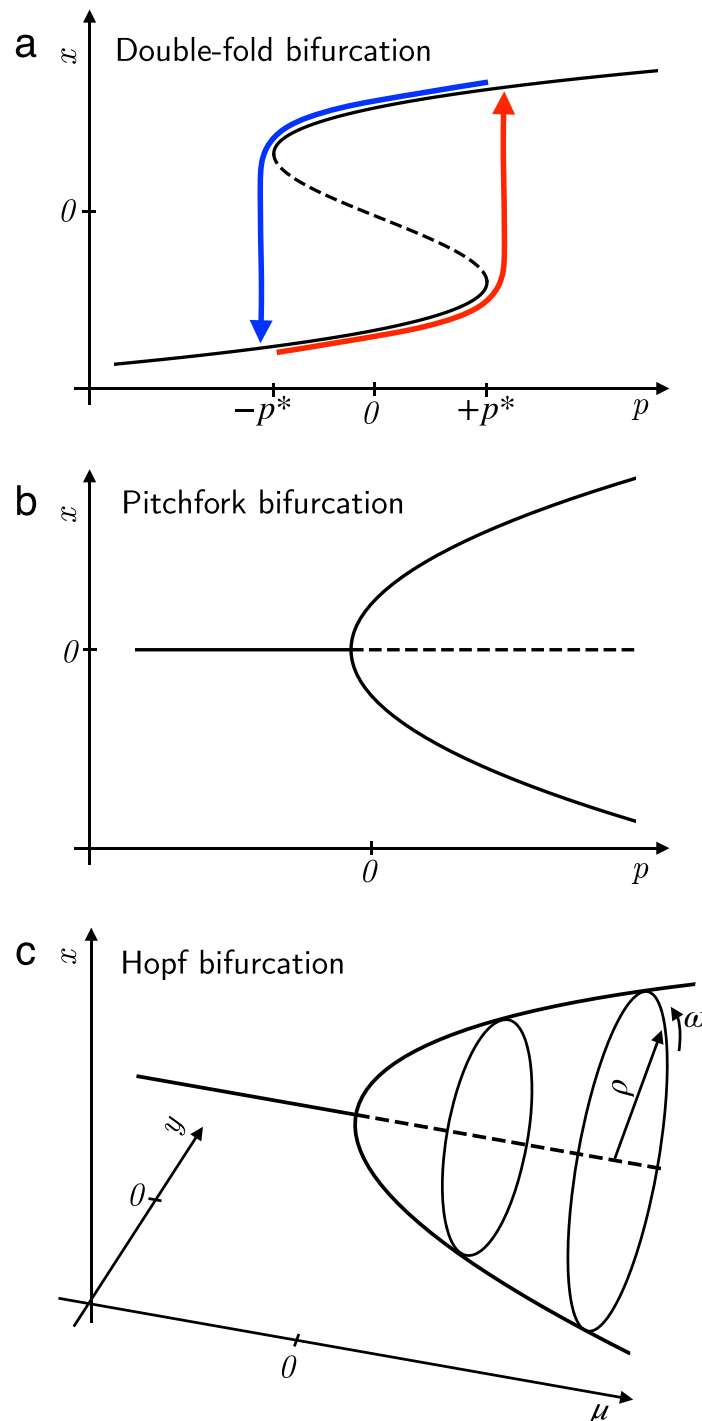 a
x
Double-fold bifurcation
0
−p*
0
+p*
p
b
x
Pitchfork bifurcation
0
0
p
c
x
Hopf bifurcation
ω
ρ
y
0
0
μ